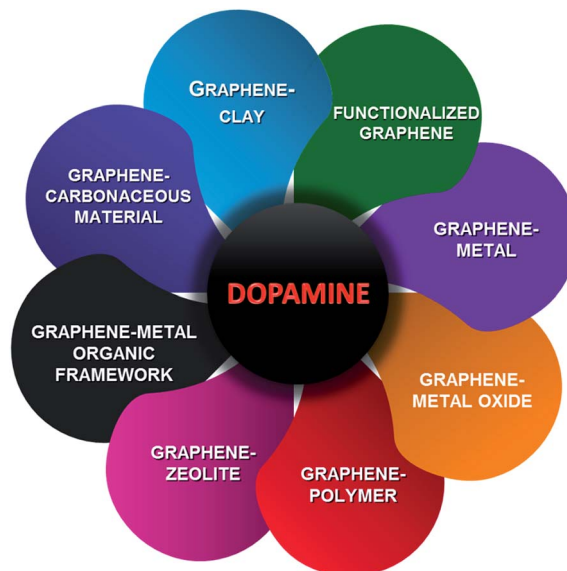 GRAPHENE-
CLAY
FUNCTIONALIZED
GRAPHENE
GRAPHENE-
METAL
GRAPHENE-
METAL OXIDE
GRAPHENE-
POLYMER
GRAPHENE-
ZEOLITE
GRAPHENE-METAL
ORGANIC
FRAMEWORK
GRAPHENE-
CARBONACEOUS
MATERIAL
DOPAMINE